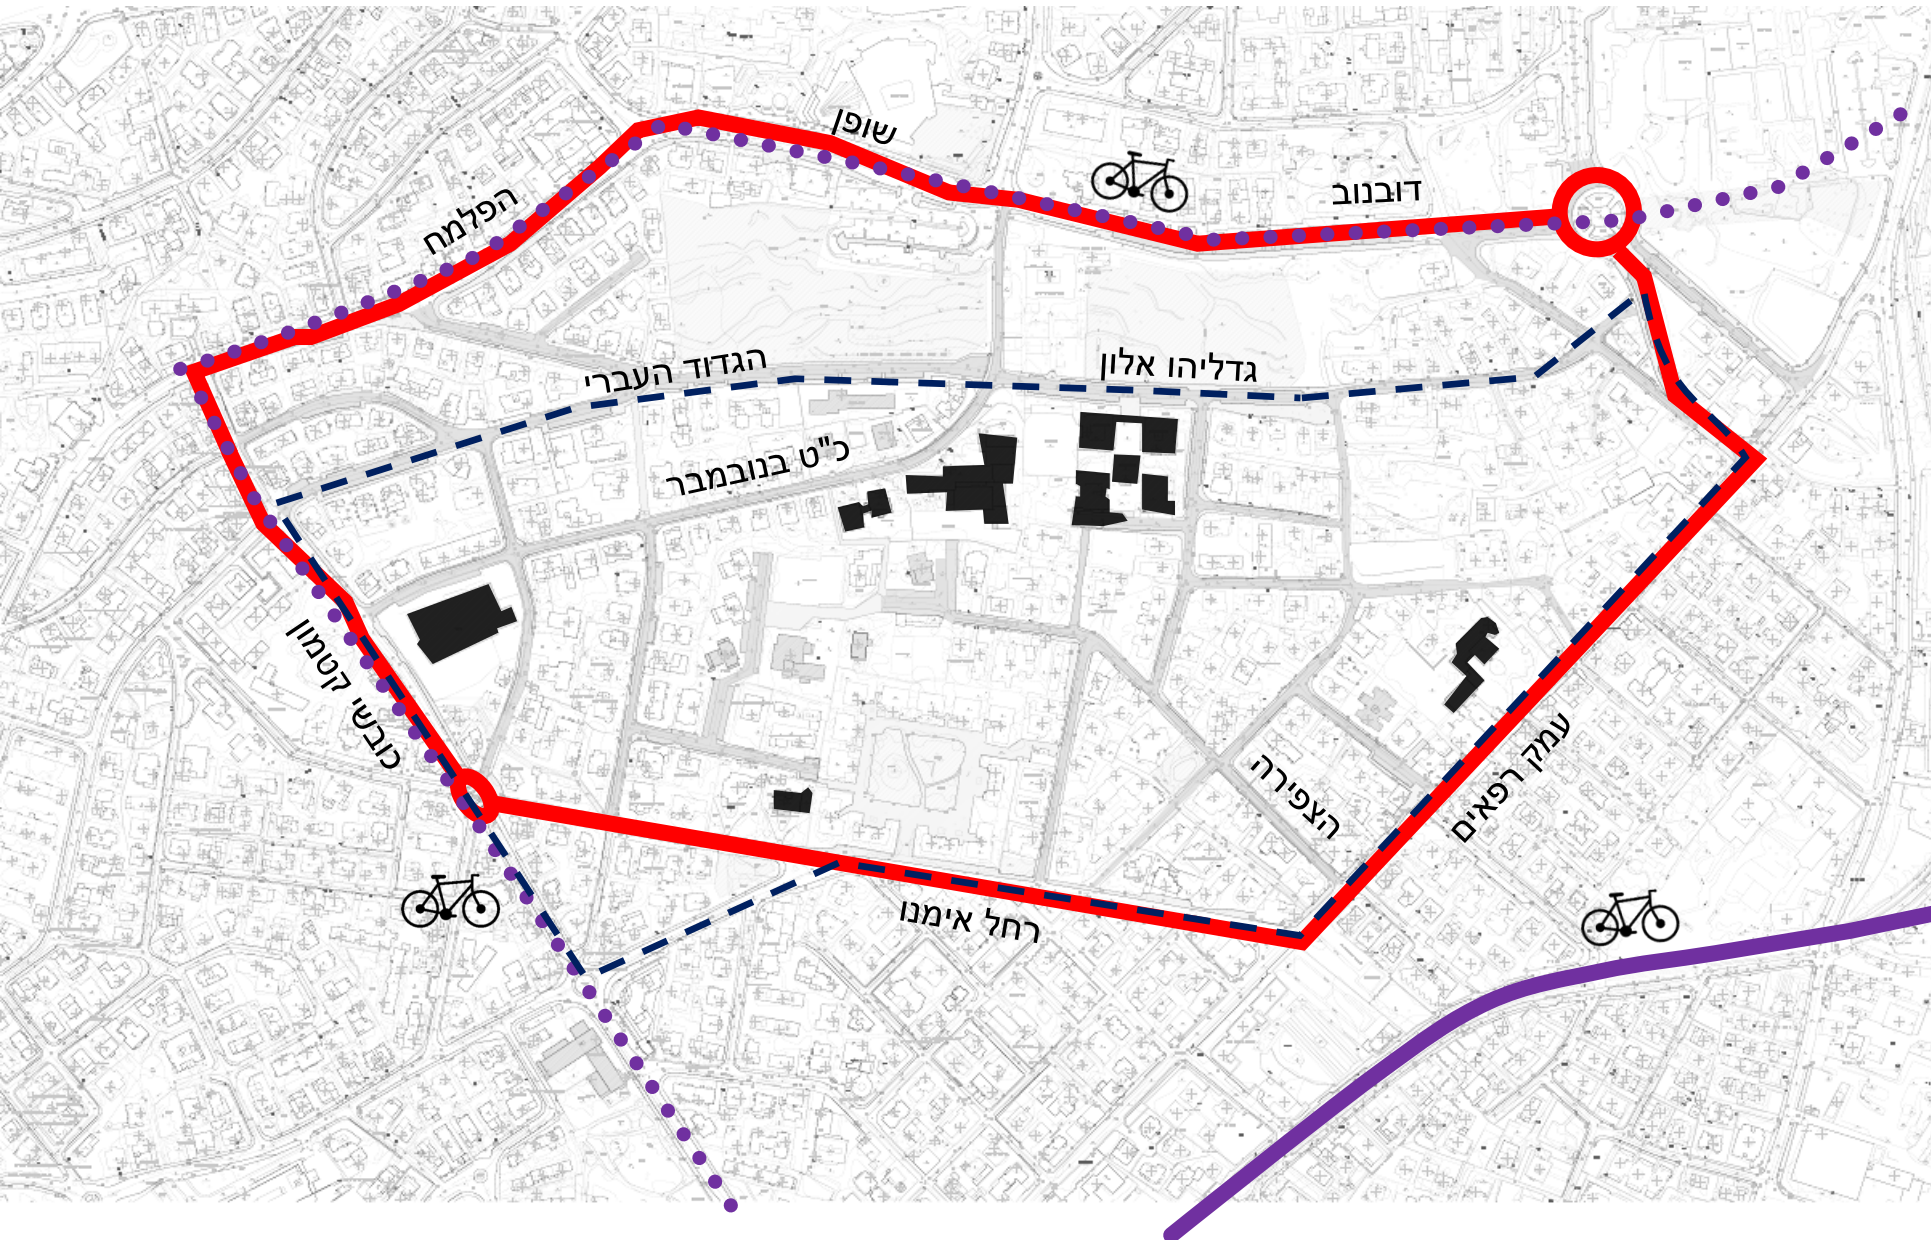 שופן
דובנוב
הפלמח
הגדוד העברי
גדליהו אלון
כ"ט בנובמבר
כובשי קטמון
הצפירה
עמק רפאים
רחל אימנו